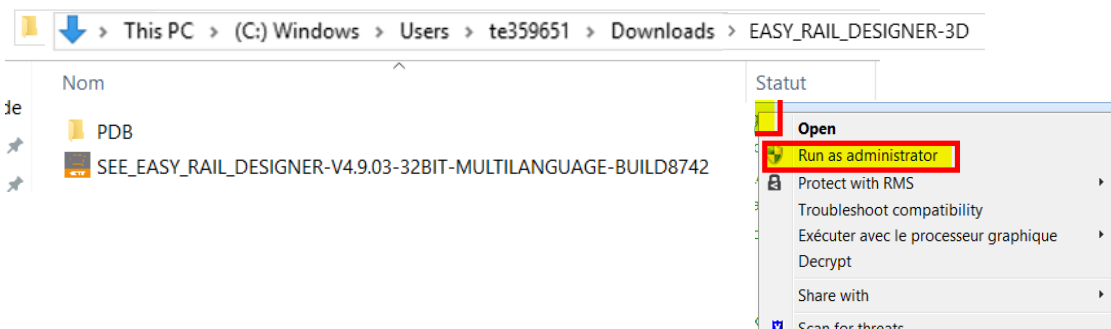 This PC > (C:) Windows > Users > te359651 > Downloads > EASY_RAIL_DESIGNER-3D
Nom
Statut
de
PDB
SEE_EASY_RAIL_DESIGNER-V4.9.03-32BIT-MULTILANGUAGE-BUILD8742
Open
Run as administrator
Protect with RMS
Troubleshoot compatibility
Exécuter avec le processeur graphique
Decrypt
Share with
Scan for threats